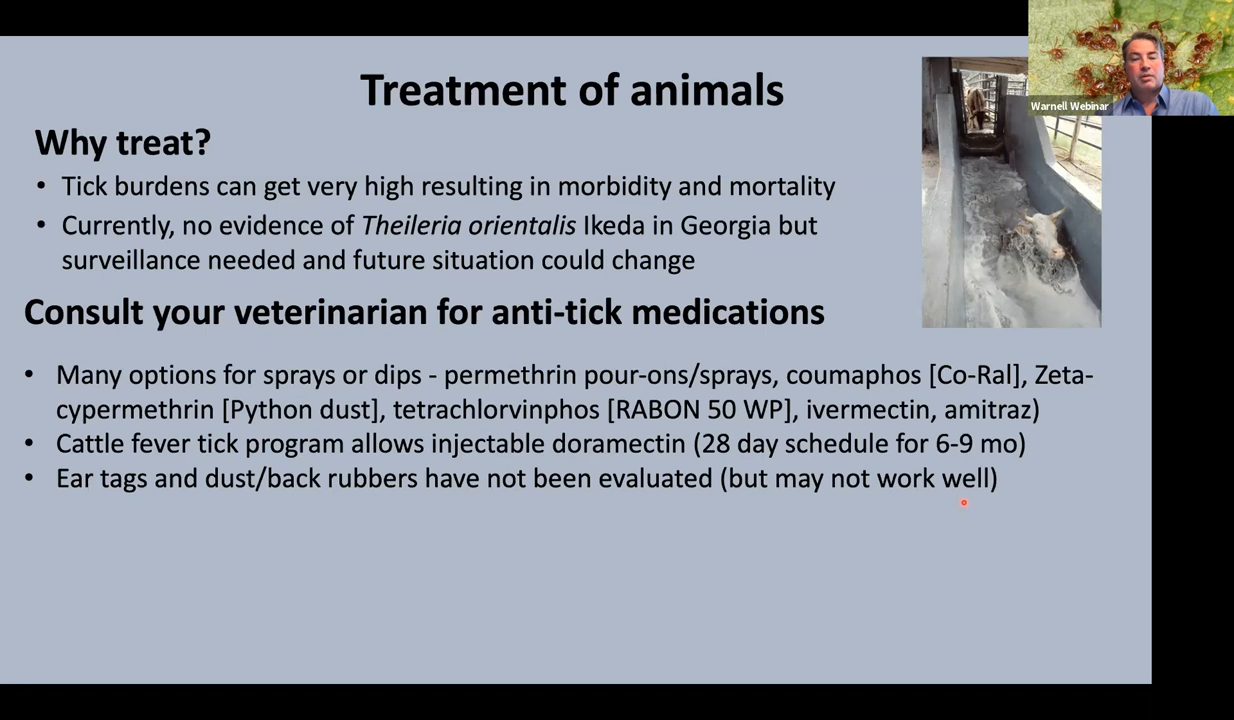 Treatment of animals
Warnell Webinar
Why treat?
• Tick burdens can get very high resulting in morbidity and mortality
• Currently, no evidence of Theileria orientalis Ikeda in Georgia but
surveillance needed and future situation could change
Consult your veterinarian for anti-tick medications
• Many options for sprays or dips - permethrin pour-ons/sprays, coumaphos [Co-Ral], Zeta-
cypermethrin [Python dust], tetrachlorvinphos [RABON 50 WP], ivermectin, amitraz)
• Cattle fever tick program allows injectable doramectin (28 day schedule for 6-9 mo)
• Ear tags and dust/back rubbers have not been evaluated (but may not work well)